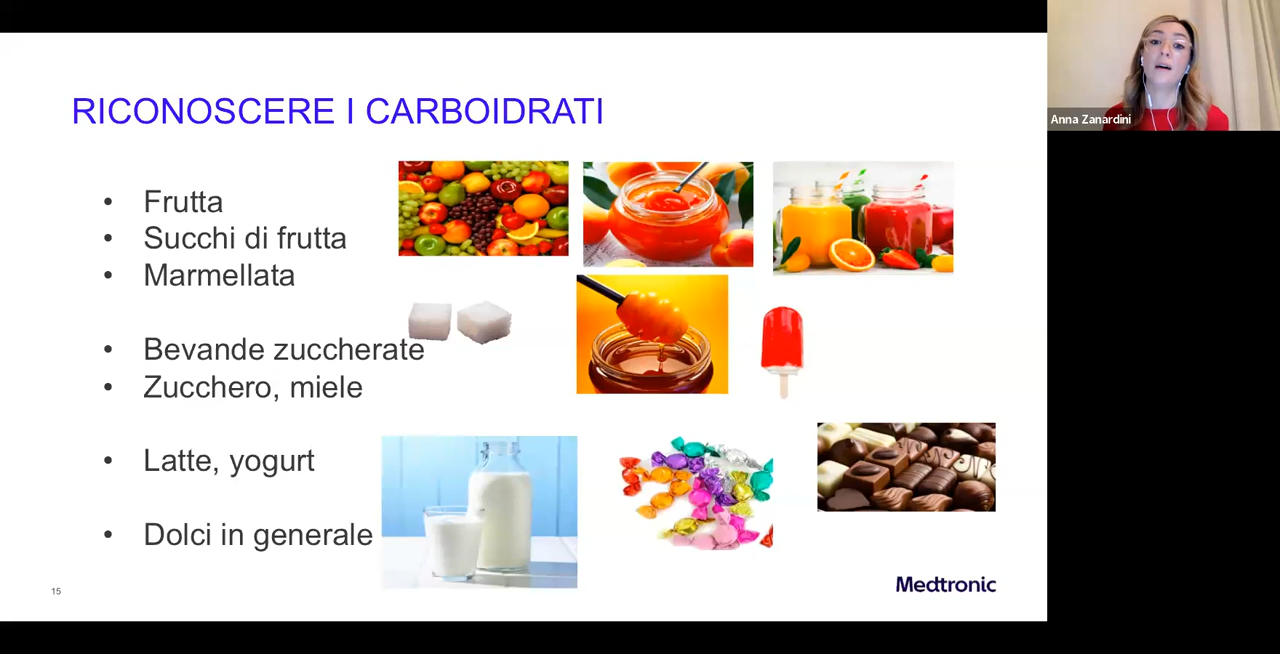 RICONOSCERE I CARBOIDRATI
• Frutta
• Succhi di frutta
• Marmellata
• Bevande zuccherate
• Zucchero, miele
• Latte, yogurt
• Dolci in generale
15
Medtronic
Anna Zanardini